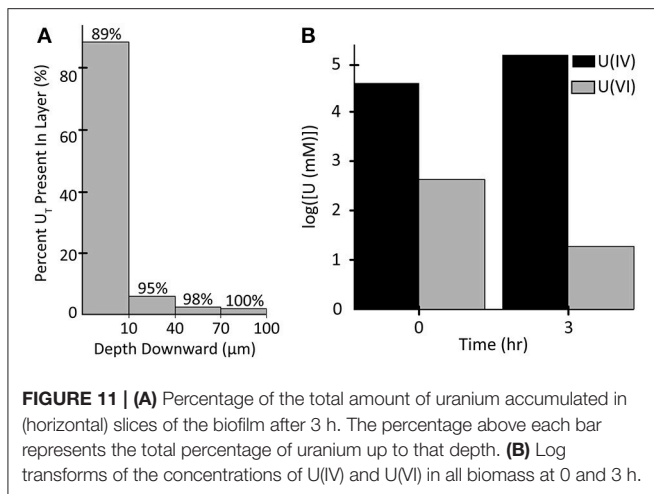 A
89%
80
60
40
20
0
Percent U_T Present In Layer (%)
95%
98%
100%
10
40
70
100
Depth Downward (μm)
B
U(IV)
U(VI)
5
4
3
2
1
0
log([U (mM)])
0
3
Time (hr)
FIGURE 11 | (A) Percentage of the total amount of uranium accumulated in
(horizontal) slices of the biofilm after 3 h. The percentage above each bar
represents the total percentage of uranium up to that depth. (B) Log
transforms of the concentrations of U(IV) and U(VI) in all biomass at 0 and 3 h.